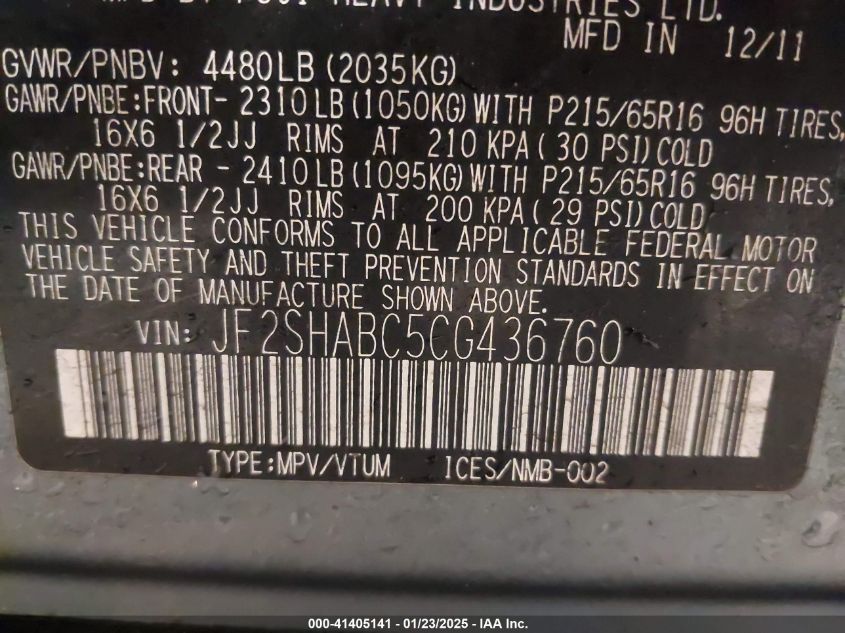 HEAVY INDUSTRIES LTD.
MFD IN 12/11
GVWR/PNBV: 4480LB (2035KG)
GAWR/PNBE:FRONT- 2310LB (1050KG) WITH P215/65R16 96H TIRES,
16X6 1/2JJ RIMS AT 210 KPA ( 30 PSI) COLD
GAWR/PNBE:REAR - 2410LB (1095KG) WITH P215/65R16 96H TIRES,
16X6 1/2JJ RIMS AT 200 KPA ( 29 PSI) COLD
THIS VEHICLE CONFORMS TO ALL APPLICABLE FEDERAL MOTOR
VEHICLE SAFETY AND THEFT PREVENTION STANDARDS IN EFFECT ON
THE DATE OF MANUFACTURE SHOWN ABOVE.
VIN: JF2SHABC5CG436760
TYPE:MPV/VTUM ICES/NMB-002
000-41405141 — 01/23/2025 — IAA Inc.